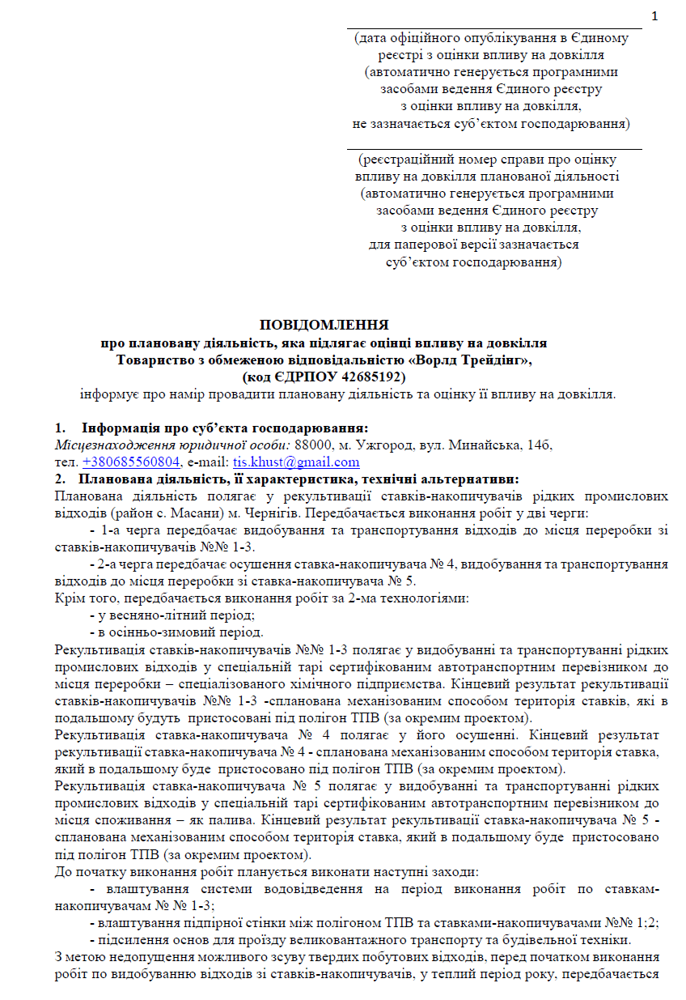 1
(дата офіційного опублікування в Єдиному
реєстрі з оцінки впливу на довкілля
(автоматично генерується програмними
засобами ведення Єдиного реєстру
з оцінки впливу на довкілля,
не зазначається суб’єктом господарювання)
(реєстраційний номер справи про оцінку
впливу на довкілля планованої діяльності
(автоматично генерується програмними
засобами ведення Єдиного реєстру
з оцінки впливу на довкілля,
для паперової версії зазначається
суб’єктом господарювання)
ПОВІДОМЛЕННЯ
про плановану діяльність, яка підлягає оцінці впливу на довкілля
Товариство з обмеженою відповідальністю «Ворлд Трейдінг»,
(код ЄДРПОУ 42685192)
інформує про намір провадити плановану діяльність та оцінку її впливу на довкілля.
1. Інформація про суб’єкта господарювання:
Місцезнаходження юридичної особи: 88000, м. Ужгород, вул. Минайська, 14б,
тел. +380685560804, e-mail: tis.khust@gmail.com
2. Планована діяльність, її характеристика, технічні альтернативи:
Планована діяльність полягає у рекультивації ставків-накопичувачів рідких промислових
відходів (район с. Масани) м. Чернігів. Передбачається виконання робіт у дві черги:
- 1-а черга передбачає видобування та транспортування відходів до місця переробки зі
ставків-накопичувачів №№ 1-3.
- 2-а черга передбачає осушення ставка-накопичувача № 4, видобування та транспортування
відходів до місця переробки зі ставка-накопичувача № 5.
Крім того, передбачається виконання робіт за 2-ма технологіями:
- у весняно-літний період;
- в осінньо-зимовий період.
Рекультивація ставків-накопичувачів №№ 1-3 полягає у видобуванні та транспортуванні рідких
промислових відходів у спеціальній тарі сертифікованим автотранспортним перевізником до
місця переробки – спеціалізованого хімічного підприємства. Кінцевий результат рекультивації
ставків-накопичувачів №№ 1-3 -спланована механізованим способом територія ставків, які в
подальшому будуть пристосовані під полігон ТПВ (за окремим проектом).
Рекультивація ставка-накопичувача № 4 полягає у його осушенні. Кінцевий результат
рекультивації ставка-накопичувача № 4 - спланована механізованим способом територія ставка,
який в подальшому буде пристосовано під полігон ТПВ (за окремим проектом).
Рекультивація ставка-накопичувача № 5 полягає у видобуванні та транспортуванні рідких
промислових відходів у спеціальній тарі сертифікованим автотранспортним перевізником до
місця споживання – як палива. Кінцевий результат рекультивації ставка-накопичувача № 5 -
спланована механізованим способом територія ставка, який в подальшому буде пристосовано
під полігон ТПВ (за окремим проектом).
До початку виконання робіт планується виконати наступні заходи:
- влаштування системи водовідведення на період виконання робіт по ставкам-
накопичувачам № № 1-3;
- влаштування підпірної стінки між полігоном ТПВ та ставками-накопичувачами №№ 1;2;
- підсилення основ для проїзду великовантажного транспорту та будівельної техніки.
З метою недопущення можливого зсуву твердих побутових відходів, перед початком виконання
робіт по видобуванню відходів зі ставків-накопичувачів, у теплий період року, передбачається